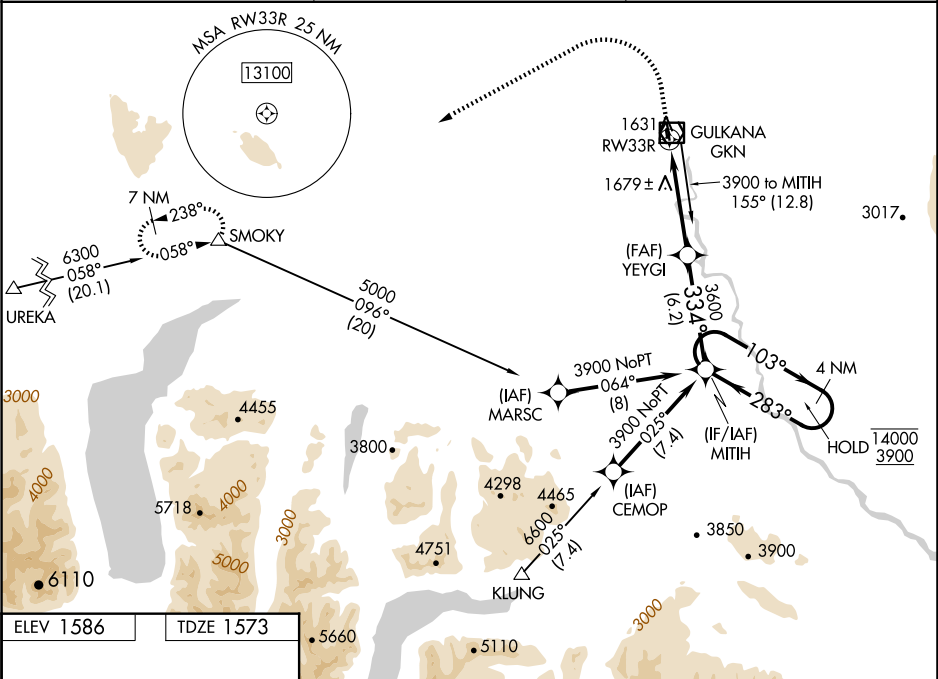 MSA RW33R 25 NM
13100
1631
RW33R
GULKANA
GKN
1679 ±
3900 to MITIH
155° (12.8)
3017
7 NM
238°
058°
SMOKY
6300
058°
(20.1)
UREKA
5000
096°
(20)
(FAF)
YEYGI
3600
334°
(6.2)
103°
4 NM
283°
HOLD
14000
3900
(IF/IAF)
MITIH
3900 NoPT
064°
(8)
(IAF)
MARSC
3900 NoPT
025°
(7.4)
(IAF)
CEMOP
6600
025°
(7.4)
KLUNG
3000
4455
3800
4000
5718
4000
3000
5000
4298
4465
4751
3850
3900
6110
3000
5660
5110
ELEV 1586
TDZE 1573